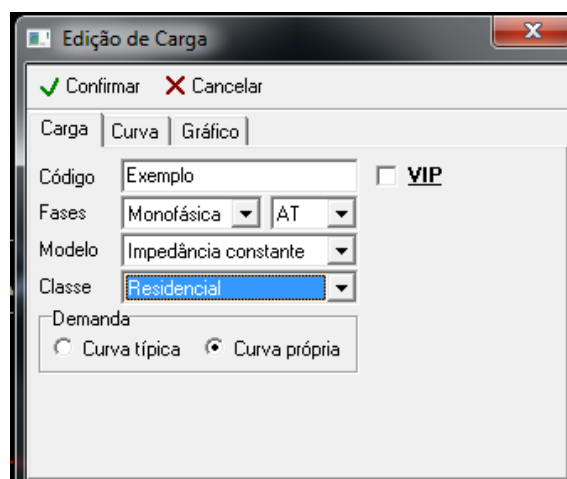 Edição de Carga
Confirmar Cancelar
Carga Curva Gráfico
Código Exemplo VIP
Fases Monofásica AT
Modelo Impedância constante
Classe Residencial
Demanda
Curva típica Curva própria